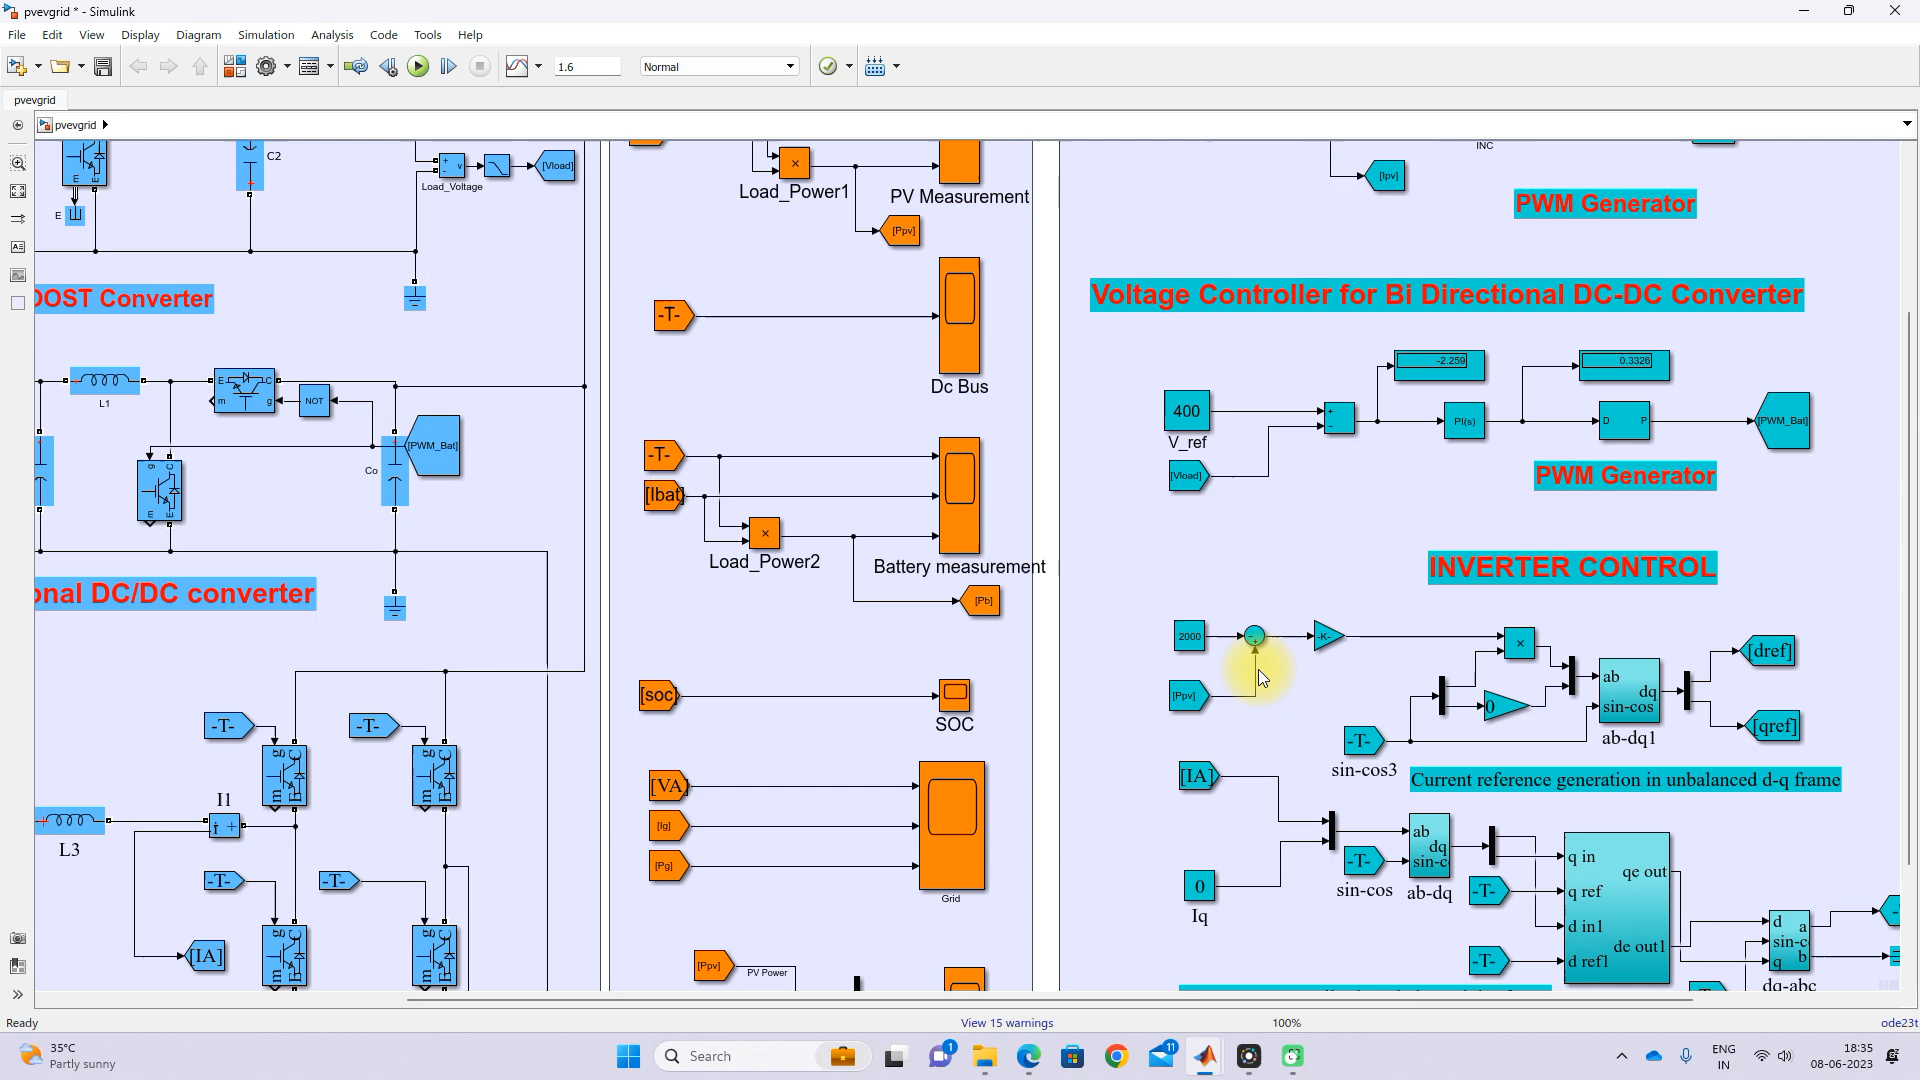 pvevgrid * - Simulink
File Edit View Display Diagram Simulation Analysis Code Tools Help
1.6
Normal
pvevgrid
pvevgrid
C2
E
E
+
-
v
Load_Voltage
[Vload]
OOST Converter
L1
E
C
m
g
NOT
[PWM_Bat]
g
C
m
E
Co
onal DC/DC converter
-T-
-T-
g
C
m
E
g
C
m
E
I1
i +
L3
-T-
-T-
g
C
m
E
g
C
m
E
[IA]
×
Load_Power1
PV Measurement
[Ppv]
-T-
Dc Bus
-T-
[Ibat]
×
Load_Power2
Battery measurement
[Pb]
[soc]
SOC
[VA]
[Ig]
[Pg]
Grid
[Ppv]
PV Power
INC
[Ipv]
PWM Generator
Voltage Controller for Bi Directional DC-DC Converter
-2.259
0.3326
400
V_ref
+
−
PI(s)
D P
[PWM_Bat]
[Vload]
PWM Generator
INVERTER CONTROL
2000
-K-
×
[Ppv]
0
ab
dq
sin-cos
ab-dq1
[dref]
[qref]
-T-
sin-cos3
Current reference generation in unbalanced d-q frame
[IA]
0
Iq
-T-
sin-cos
ab
dq
sin-c
ab-dq
-T-
-T-
q in
q ref
d in1
d ref1
qe out
de out1
d a
sin-c
q b
dq-abc
Ready
View 15 warnings
100%
ode23t
35°C
Partly sunny
Search
1
11
ENG
IN
18:35
08-06-2023